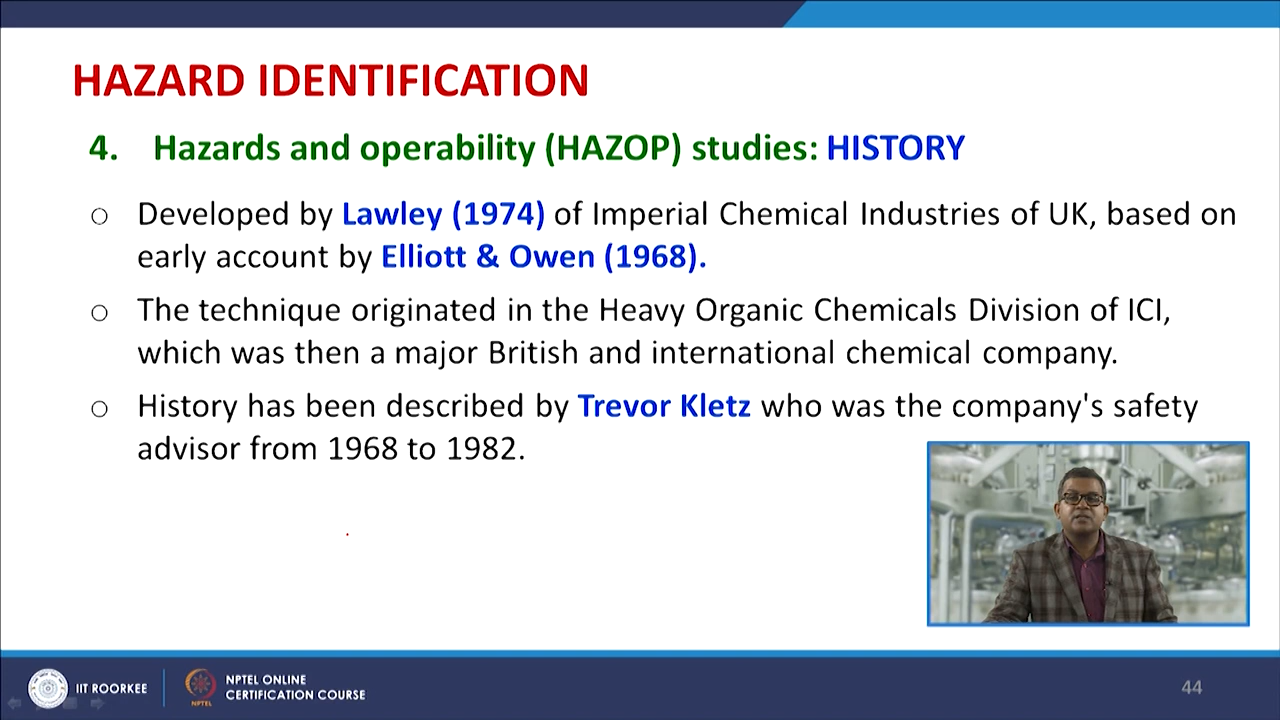 HAZARD IDENTIFICATION
4. Hazards and operability (HAZOP) studies: HISTORY
○ Developed by Lawley (1974) of Imperial Chemical Industries of UK, based on
early account by Elliott & Owen (1968).
○ The technique originated in the Heavy Organic Chemicals Division of ICI,
which was then a major British and international chemical company.
○ History has been described by Trevor Kletz who was the company's safety
advisor from 1968 to 1982.
IIT ROORKEE
NPTEL
NPTEL ONLINE
CERTIFICATION COURSE
44